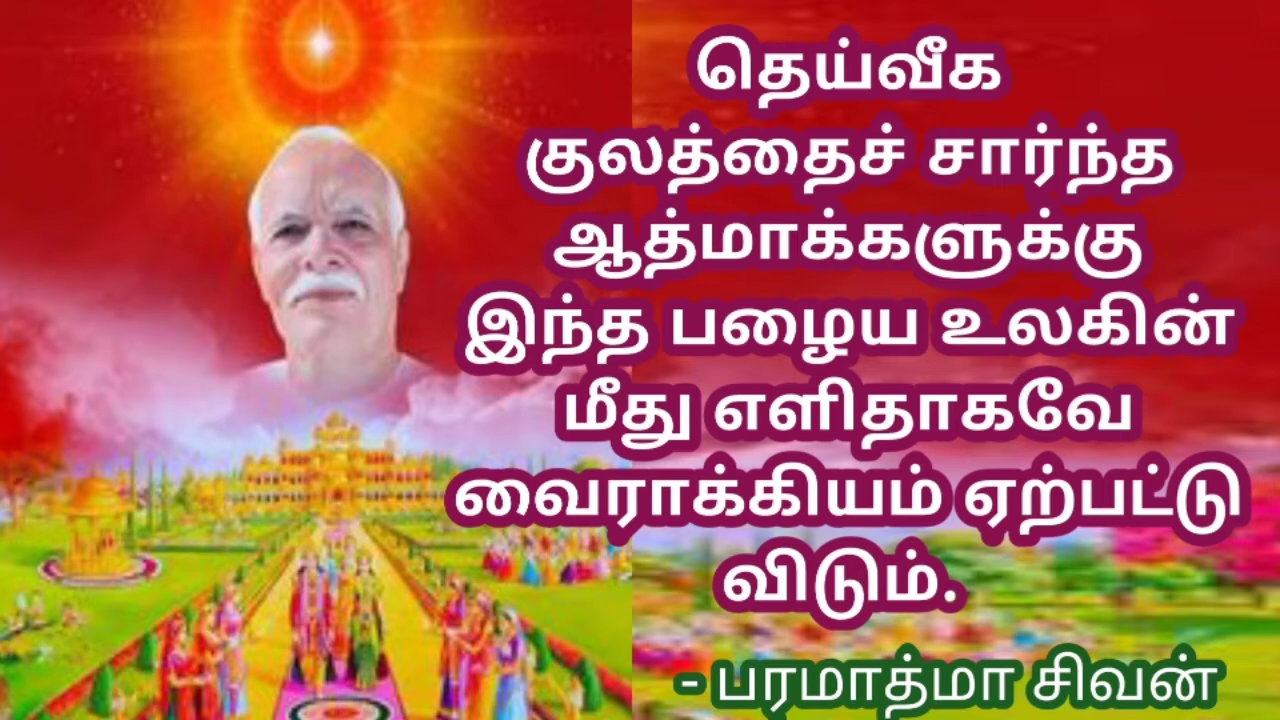 தெய்வீக
குலத்தைச் சார்ந்த
ஆத்மாக்களுக்கு
இந்த பழைய உலகின்
மீது எளிதாகவே
வைராக்கியம் ஏற்பட்டு
விடும்.
- பரமாத்மா சிவன்